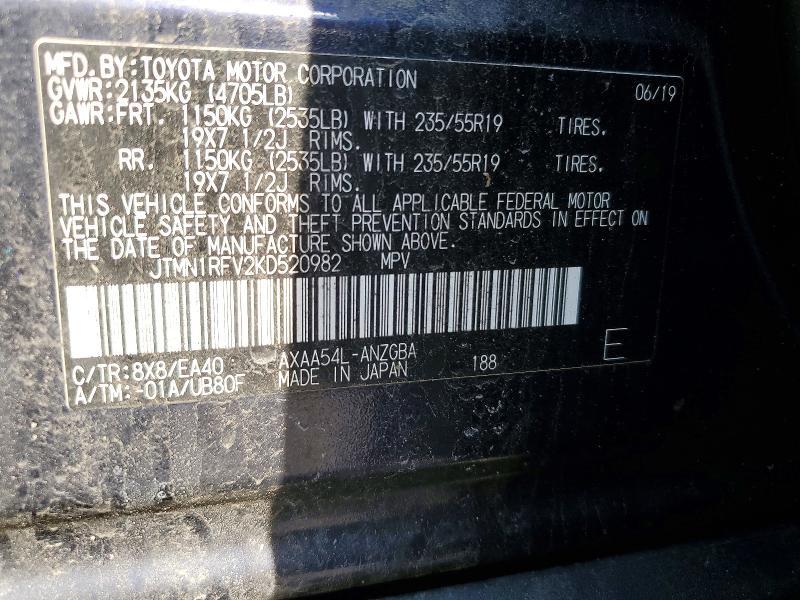 MFD.BY:TOYOTA MOTOR CORPORATION 06/19
GVWR:2135KG (4705LB)
GAWR:FRT. 1150KG (2535LB) WITH 235/55R19 TIRES.
19X7 1/2J RIMS.
RR. 1150KG (2535LB) WITH 235/55R19 TIRES.
19X7 1/2J RIMS.
THIS VEHICLE CONFORMS TO ALL APPLICABLE FEDERAL MOTOR
VEHICLE SAFETY AND THEFT PREVENTION STANDARDS IN EFFECT ON
THE DATE OF MANUFACTURE SHOWN ABOVE.
JTMN1RFV2KD520982 MPV
C/TR:8X8/EA40 AXAA54L-ANZGBA 188 E
A/TM:-01A/UB80F MADE IN JAPAN